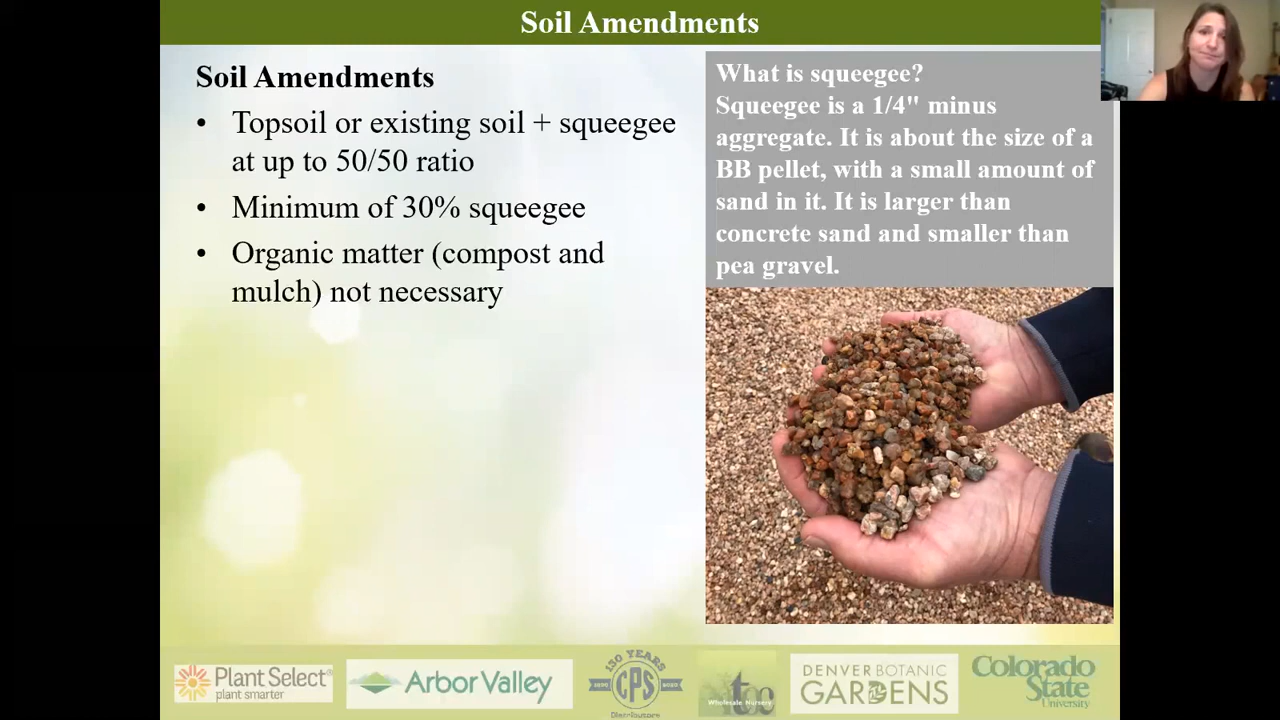 Soil Amendments
Soil Amendments
• Topsoil or existing soil + squeegee
at up to 50/50 ratio
• Minimum of 30% squeegee
• Organic matter (compost and
mulch) not necessary
What is squeegee?
Squeegee is a 1/4" minus
aggregate. It is about the size of a
BB pellet, with a small amount of
sand in it. It is larger than
concrete sand and smaller than
pea gravel.
Plant Select®
plant smarter
Arbor Valley
150 YEARS
CPS
Distributors
Wholesale Nursery
DENVER BOTANIC
GARDENS
Colorado
State
University